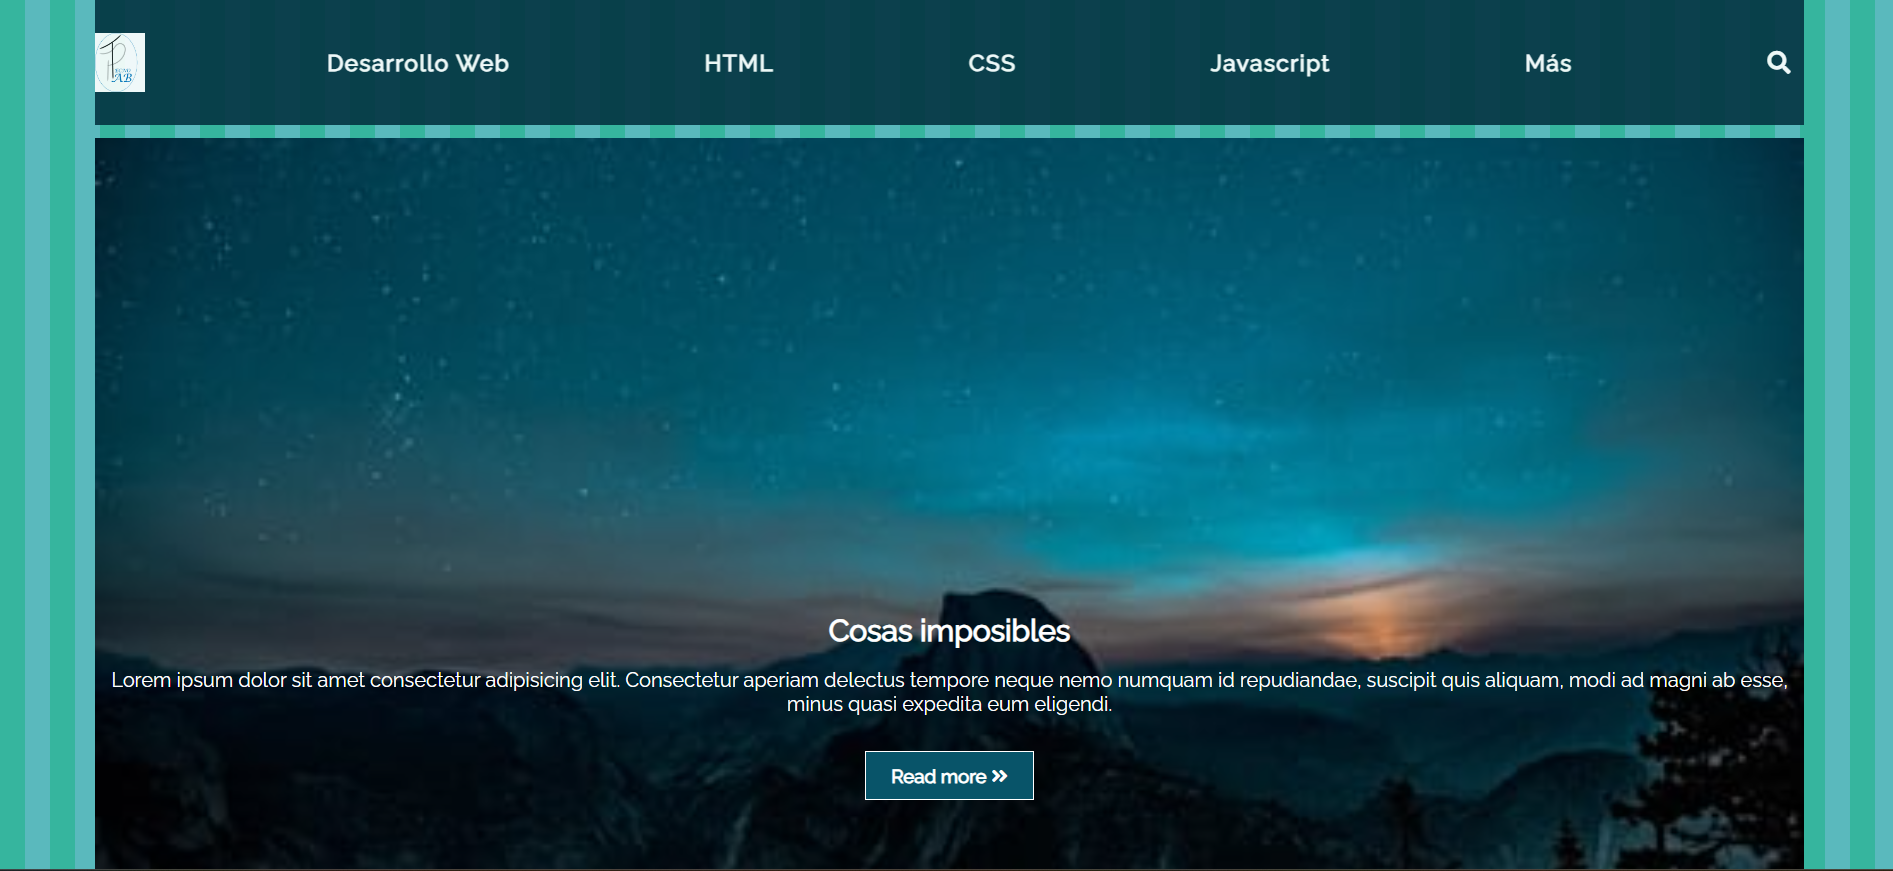 Desarrollo Web
HTML
CSS
Javascript
Más
Cosas imposibles
Lorem ipsum dolor sit amet consectetur adipisicing elit. Consectetur aperiam delectus tempore neque nemo numquam id repudiandae, suscipit quis aliquam, modi ad magni ab esse,
minus quasi expedita eum eligendi.
Read more